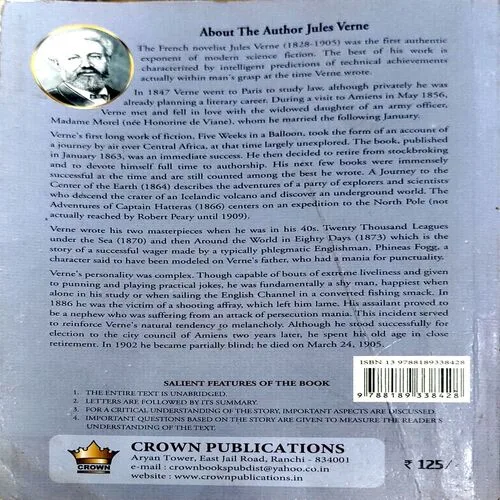 About The Author Jules Verne
The French novelist Jules Verne (1828-1905) was the first authentic
exponent of modern science fiction. The best of his work is
characterized by intelligent predictions of technical achievements
actually within man's grasp at the time Verne wrote.
In 1847 Verne went to Paris to study law, although privately he was
already planning a literary career. During a visit to Amiens in May 1856,
Verne met and fell in love with the widowed daughter of an army officer,
Madame Morel (née Honorine de Viane), whom he married the following January.
Verne's first long work of fiction, Five Weeks in a Balloon, took the form of an account of
a journey by air over Central Africa, at that time largely unexplored. The book, published
in January 1863, was an immediate success. He then decided to retire from stockbroking
and to devote himself full time to authorship. His next few books were immensely
successful at the time and are still counted among the best he wrote. A Journey to the
Center of the Earth (1864) describes the adventures of a party of explorers and scientists
who descend the crater of an Icelandic volcano and discover an underground world. The
Adventures of Captain Hatteras (1866) centers on an expedition to the North Pole (not
actually reached by Robert Peary until 1909).
Verne wrote his two masterpieces when he was in his 40s. Twenty Thousand Leagues
under the Sea (1870) and then Around the World in Eighty Days (1873) which is the
story of a successful wager made by a typically phlegmatic Englishman, Phineas Fogg, a
character said to have been modeled on Verne's father, who had a mania for punctuality.
Verne's personality was complex. Though capable of bouts of extreme liveliness and given
to punning and playing practical jokes, he was fundamentally a shy man, happiest when
alone in his study or when sailing the English Channel in a converted fishing smack. In
1886 he was the victim of a shooting affray, which left him lame. His assailant proved to
be a nephew who was suffering from an attack of persecution mania. This incident served
to reinforce Verne's natural tendency to melancholy. Although he stood successfully for
election to the city council of Amiens two years later, he spent his old age in close
retirement. In 1902 he became partially blind; he died on March 24, 1905.
ISBN 13 9788189338428
9 788189 338428
SALIENT FEATURES OF THE BOOK
1. THE ENTIRE TEXT IS UNABRIDGED.
2. LETTERS ARE FOLLOWED BY ITS SUMMARY.
3. FOR A CRITICAL UNDERSTANDING OF THE STORY, IMPORTANT ASPECTS ARE DISCUSSED.
4. IMPORTANT QUESTIONS BASED ON THE STORY ARE GIVEN TO MEASURE THE READER'S
UNDERSTANDING OF THE TEXT.
CROWN
CROWN PUBLICATIONS
Aryan Tower, East Jail Road, Ranchi - 834001
e-mail : crownbookspubdist@yahoo.co.in
website : www.crownpublications.in
₹ 125/-